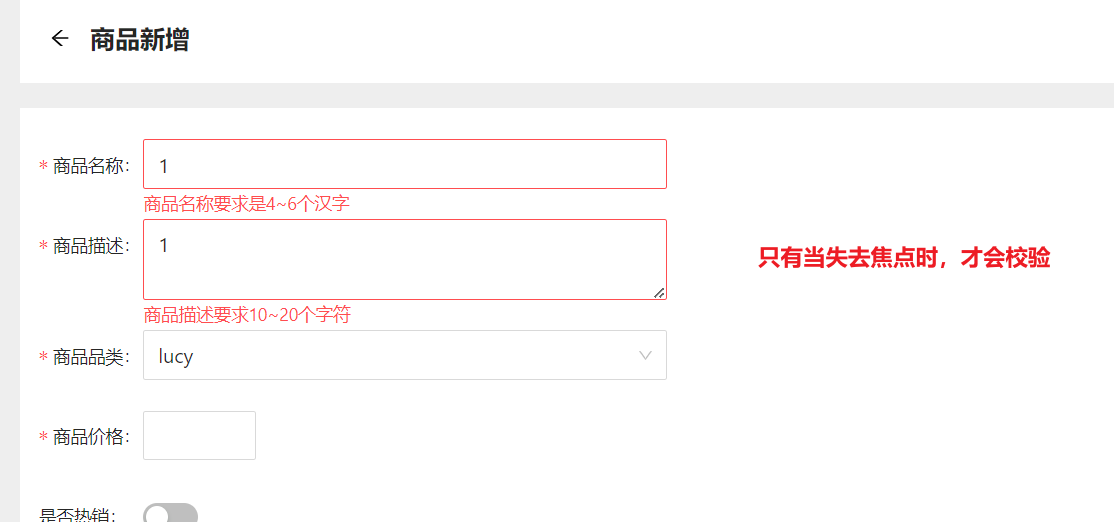 商品新增
* 商品名称： 1
商品名称要求是4~6个汉字
* 商品描述： 1
只有当失去焦点时，才会校验
商品描述要求10~20个字符
* 商品品类： lucy
* 商品价格：
是否热销：